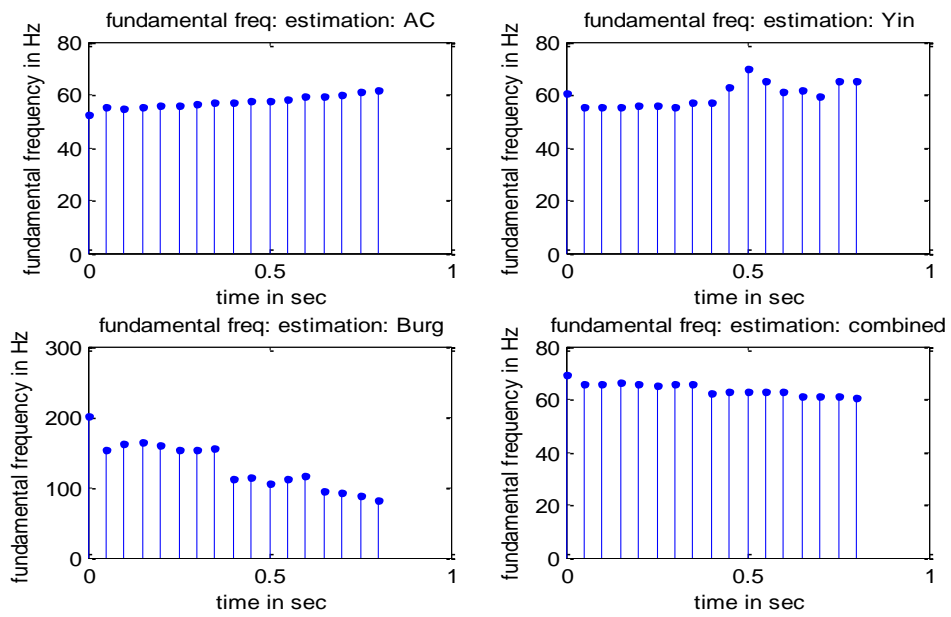 fundamental freq: estimation: AC
fundamental frequency in Hz
80
60
40
20
0
0 0.5 1
time in sec
fundamental freq: estimation: Yin
fundamental frequency in Hz
80
60
40
20
0
0 0.5 1
time in sec
fundamental freq: estimation: Burg
fundamental frequency in Hz
300
200
100
0
0 0.5 1
time in sec
fundamental freq: estimation: combined
fundamental frequency in Hz
80
60
40
20
0
0 0.5 1
time in sec